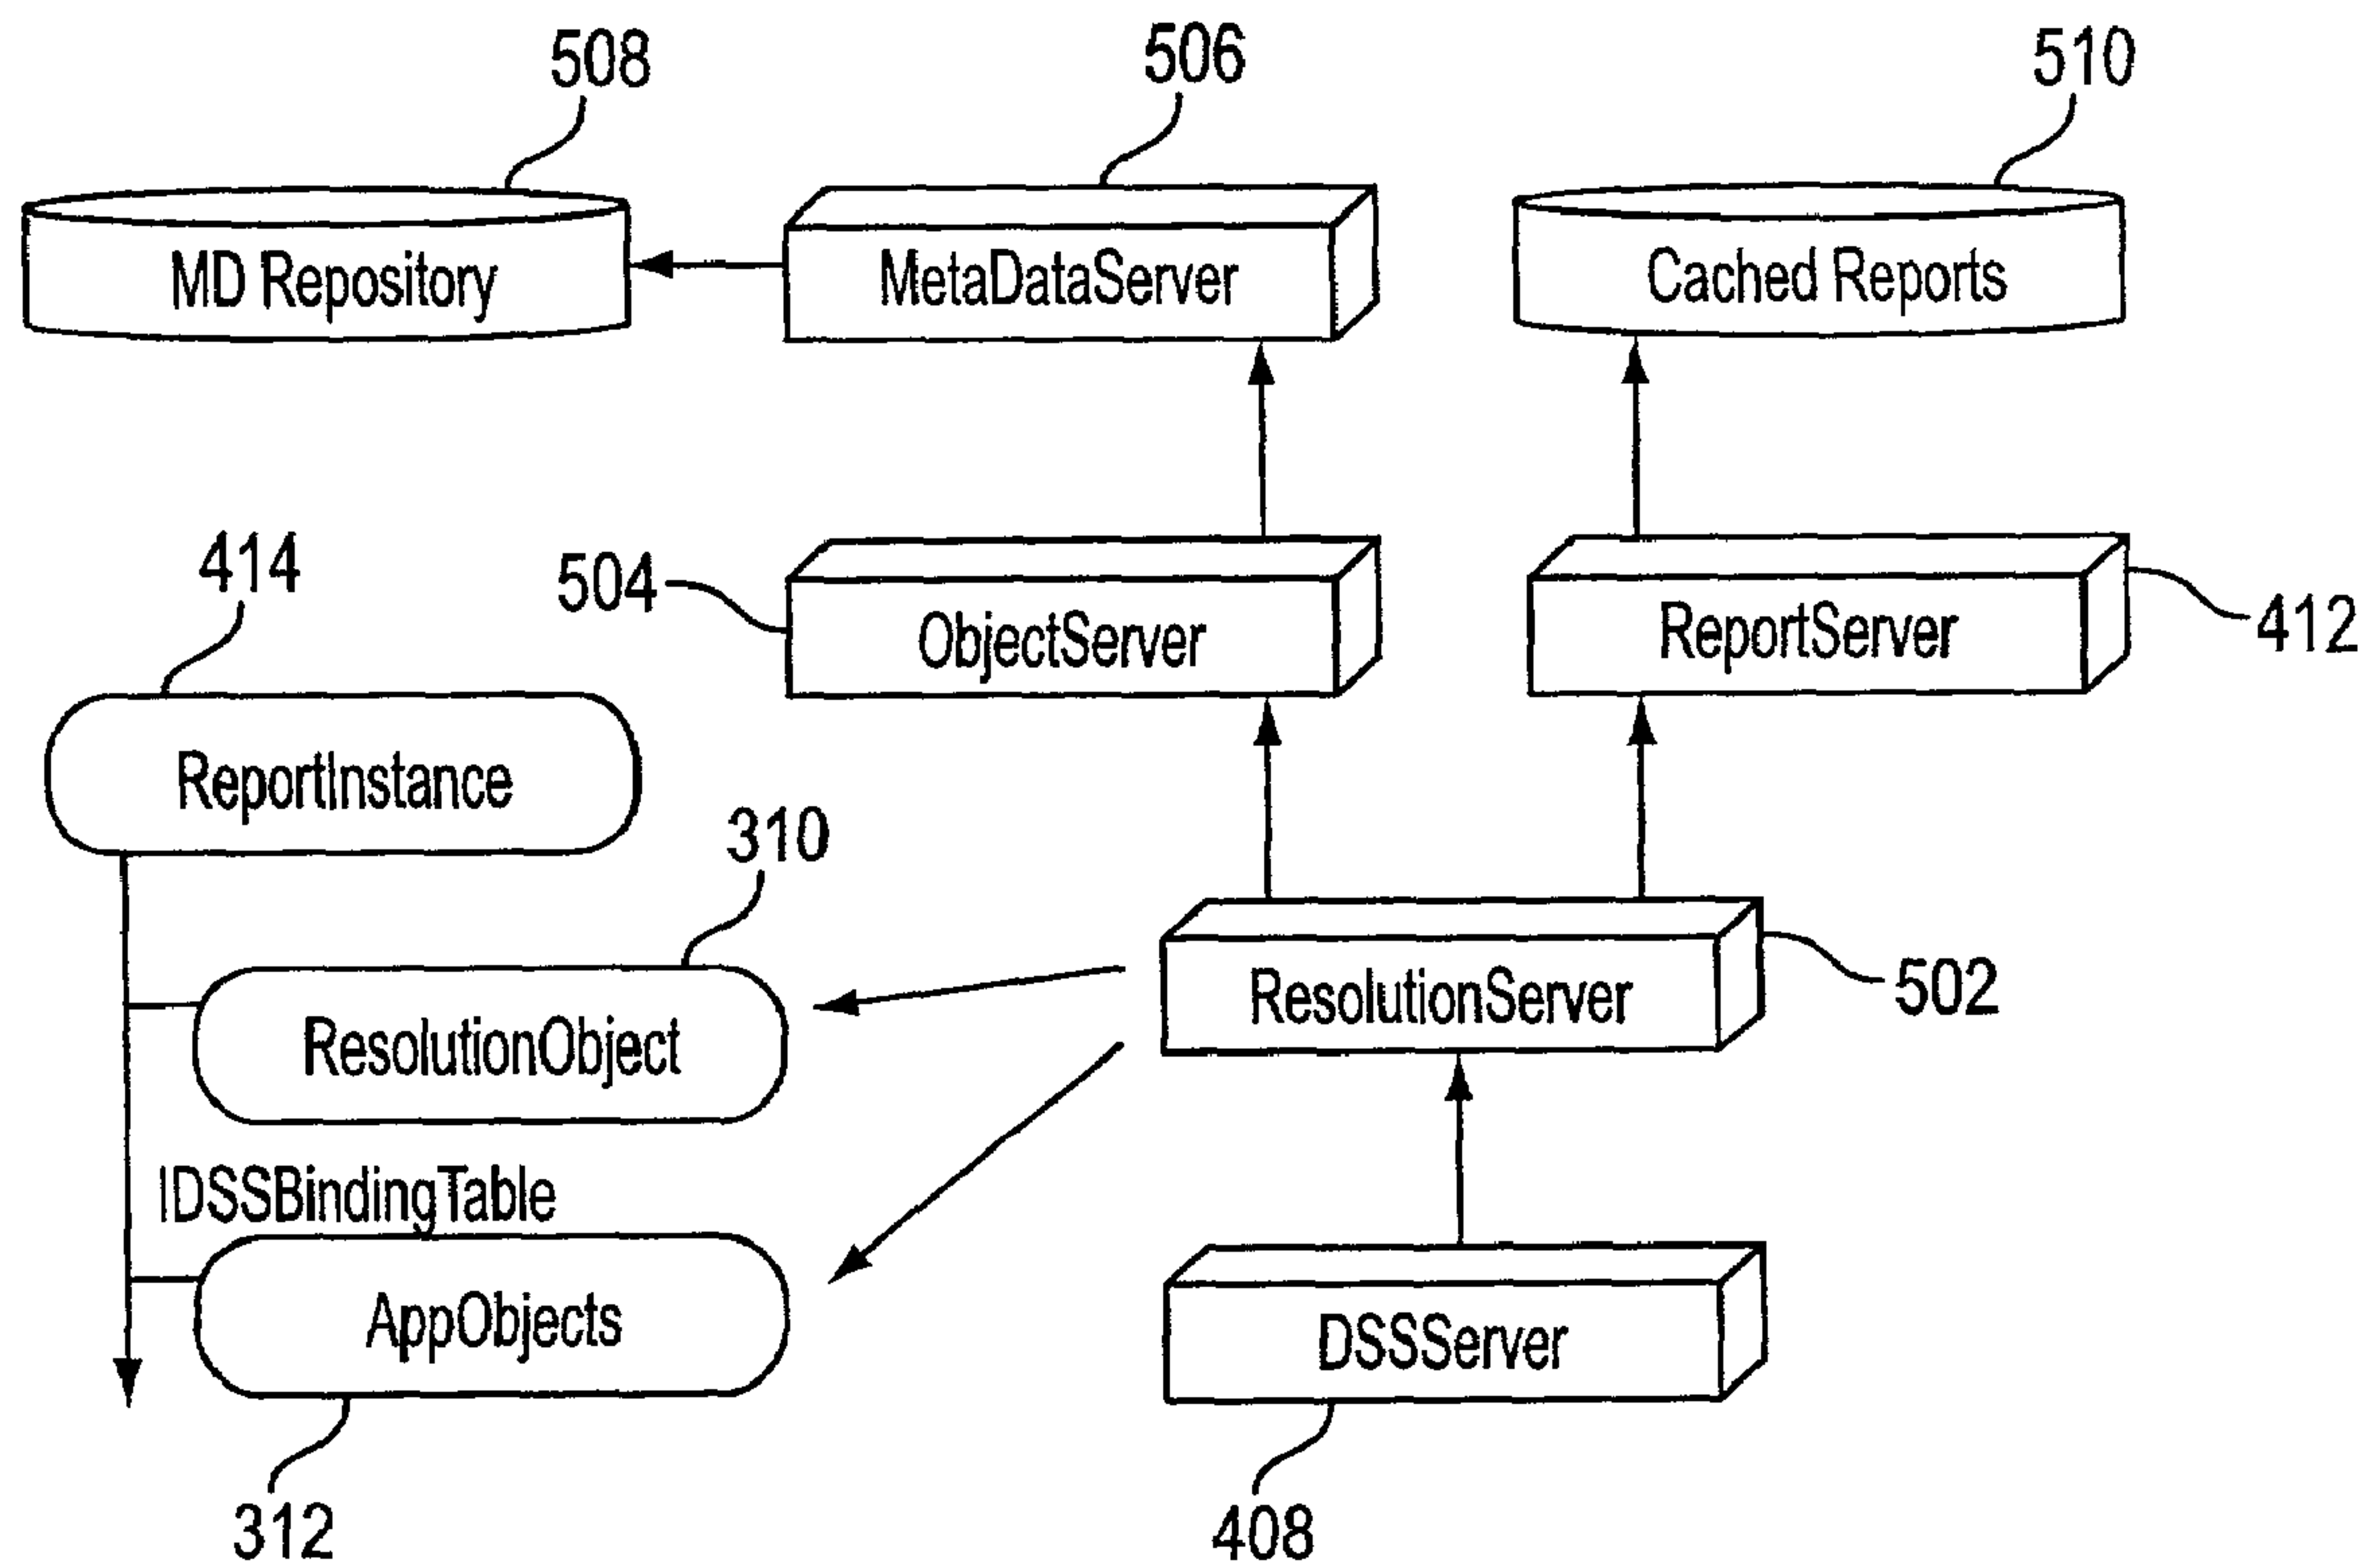 508
506
510
MD Repository
MetaDataServer
Cached Reports
414
504
ObjectServer
ReportServer
412
ReportInstance
310
ResolutionServer
502
ResolutionObject
IDSSBindingTable
AppObjects
DSSServer
312
408